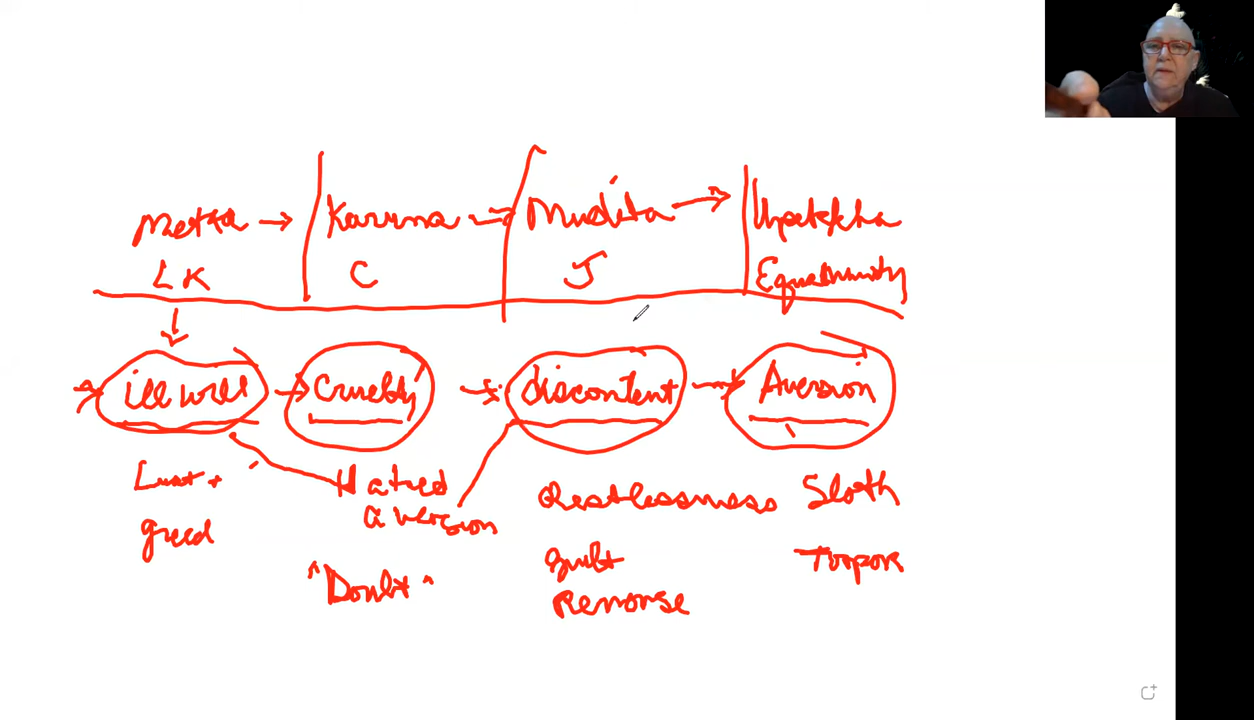 Metta → Karuna → Mudita → Upekkha
LK C J Equanimity
ill will → Cruelty → discontent → Aversion
Lust + Hatred Restlessness Sloth
greed aversion
"Doubt" guilt Torpor
Remorse